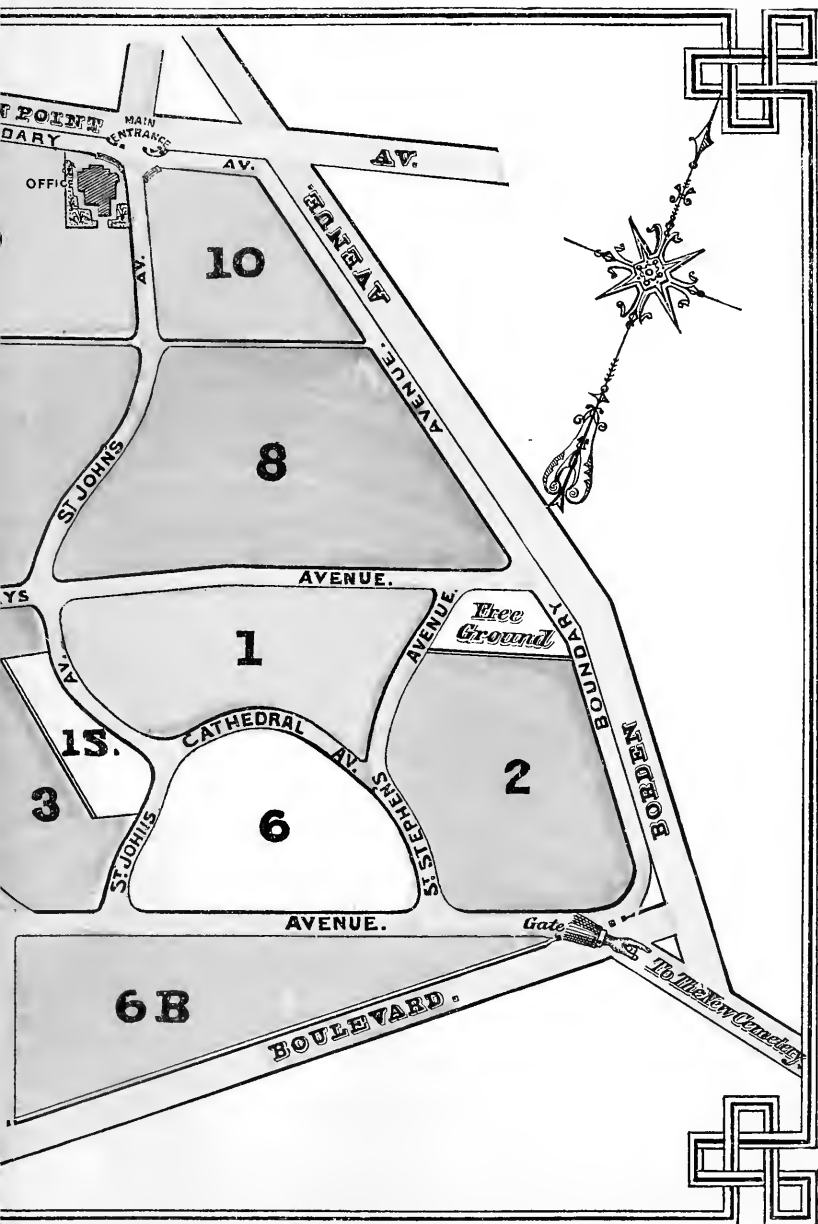 POINT
MAIN
ENTRANCE
DARY
AV.
AV.
OFFIC
10
AV.
AVENUE.
AVENUE.
8
ST JOHNS
AVENUE.
YS
AVENUE.
Free
Ground
1
AV.
BOUNDARY
CATHEDRAL
AV.
1S.
BORDEN
2
3
6
ST. JOHNS
ST. STEPHENS
AVENUE.
Gate
To The New Cemetery.
6 B
BOULEVARD.